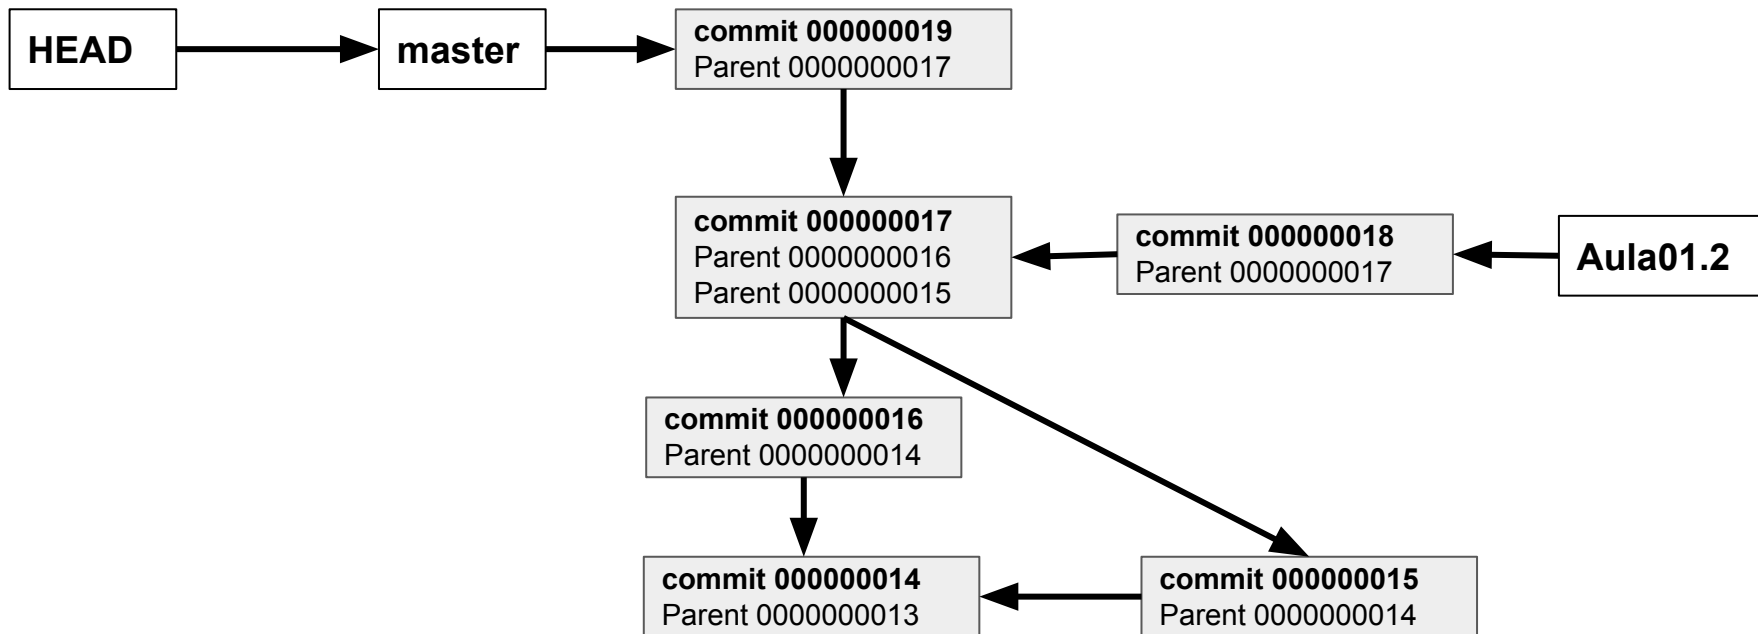 HEAD
master
commit 000000019
Parent 0000000017
commit 000000017
Parent 0000000016
Parent 0000000015
commit 000000018
Parent 0000000017
Aula01.2
commit 000000016
Parent 0000000014
commit 000000014
Parent 0000000013
commit 000000015
Parent 0000000014